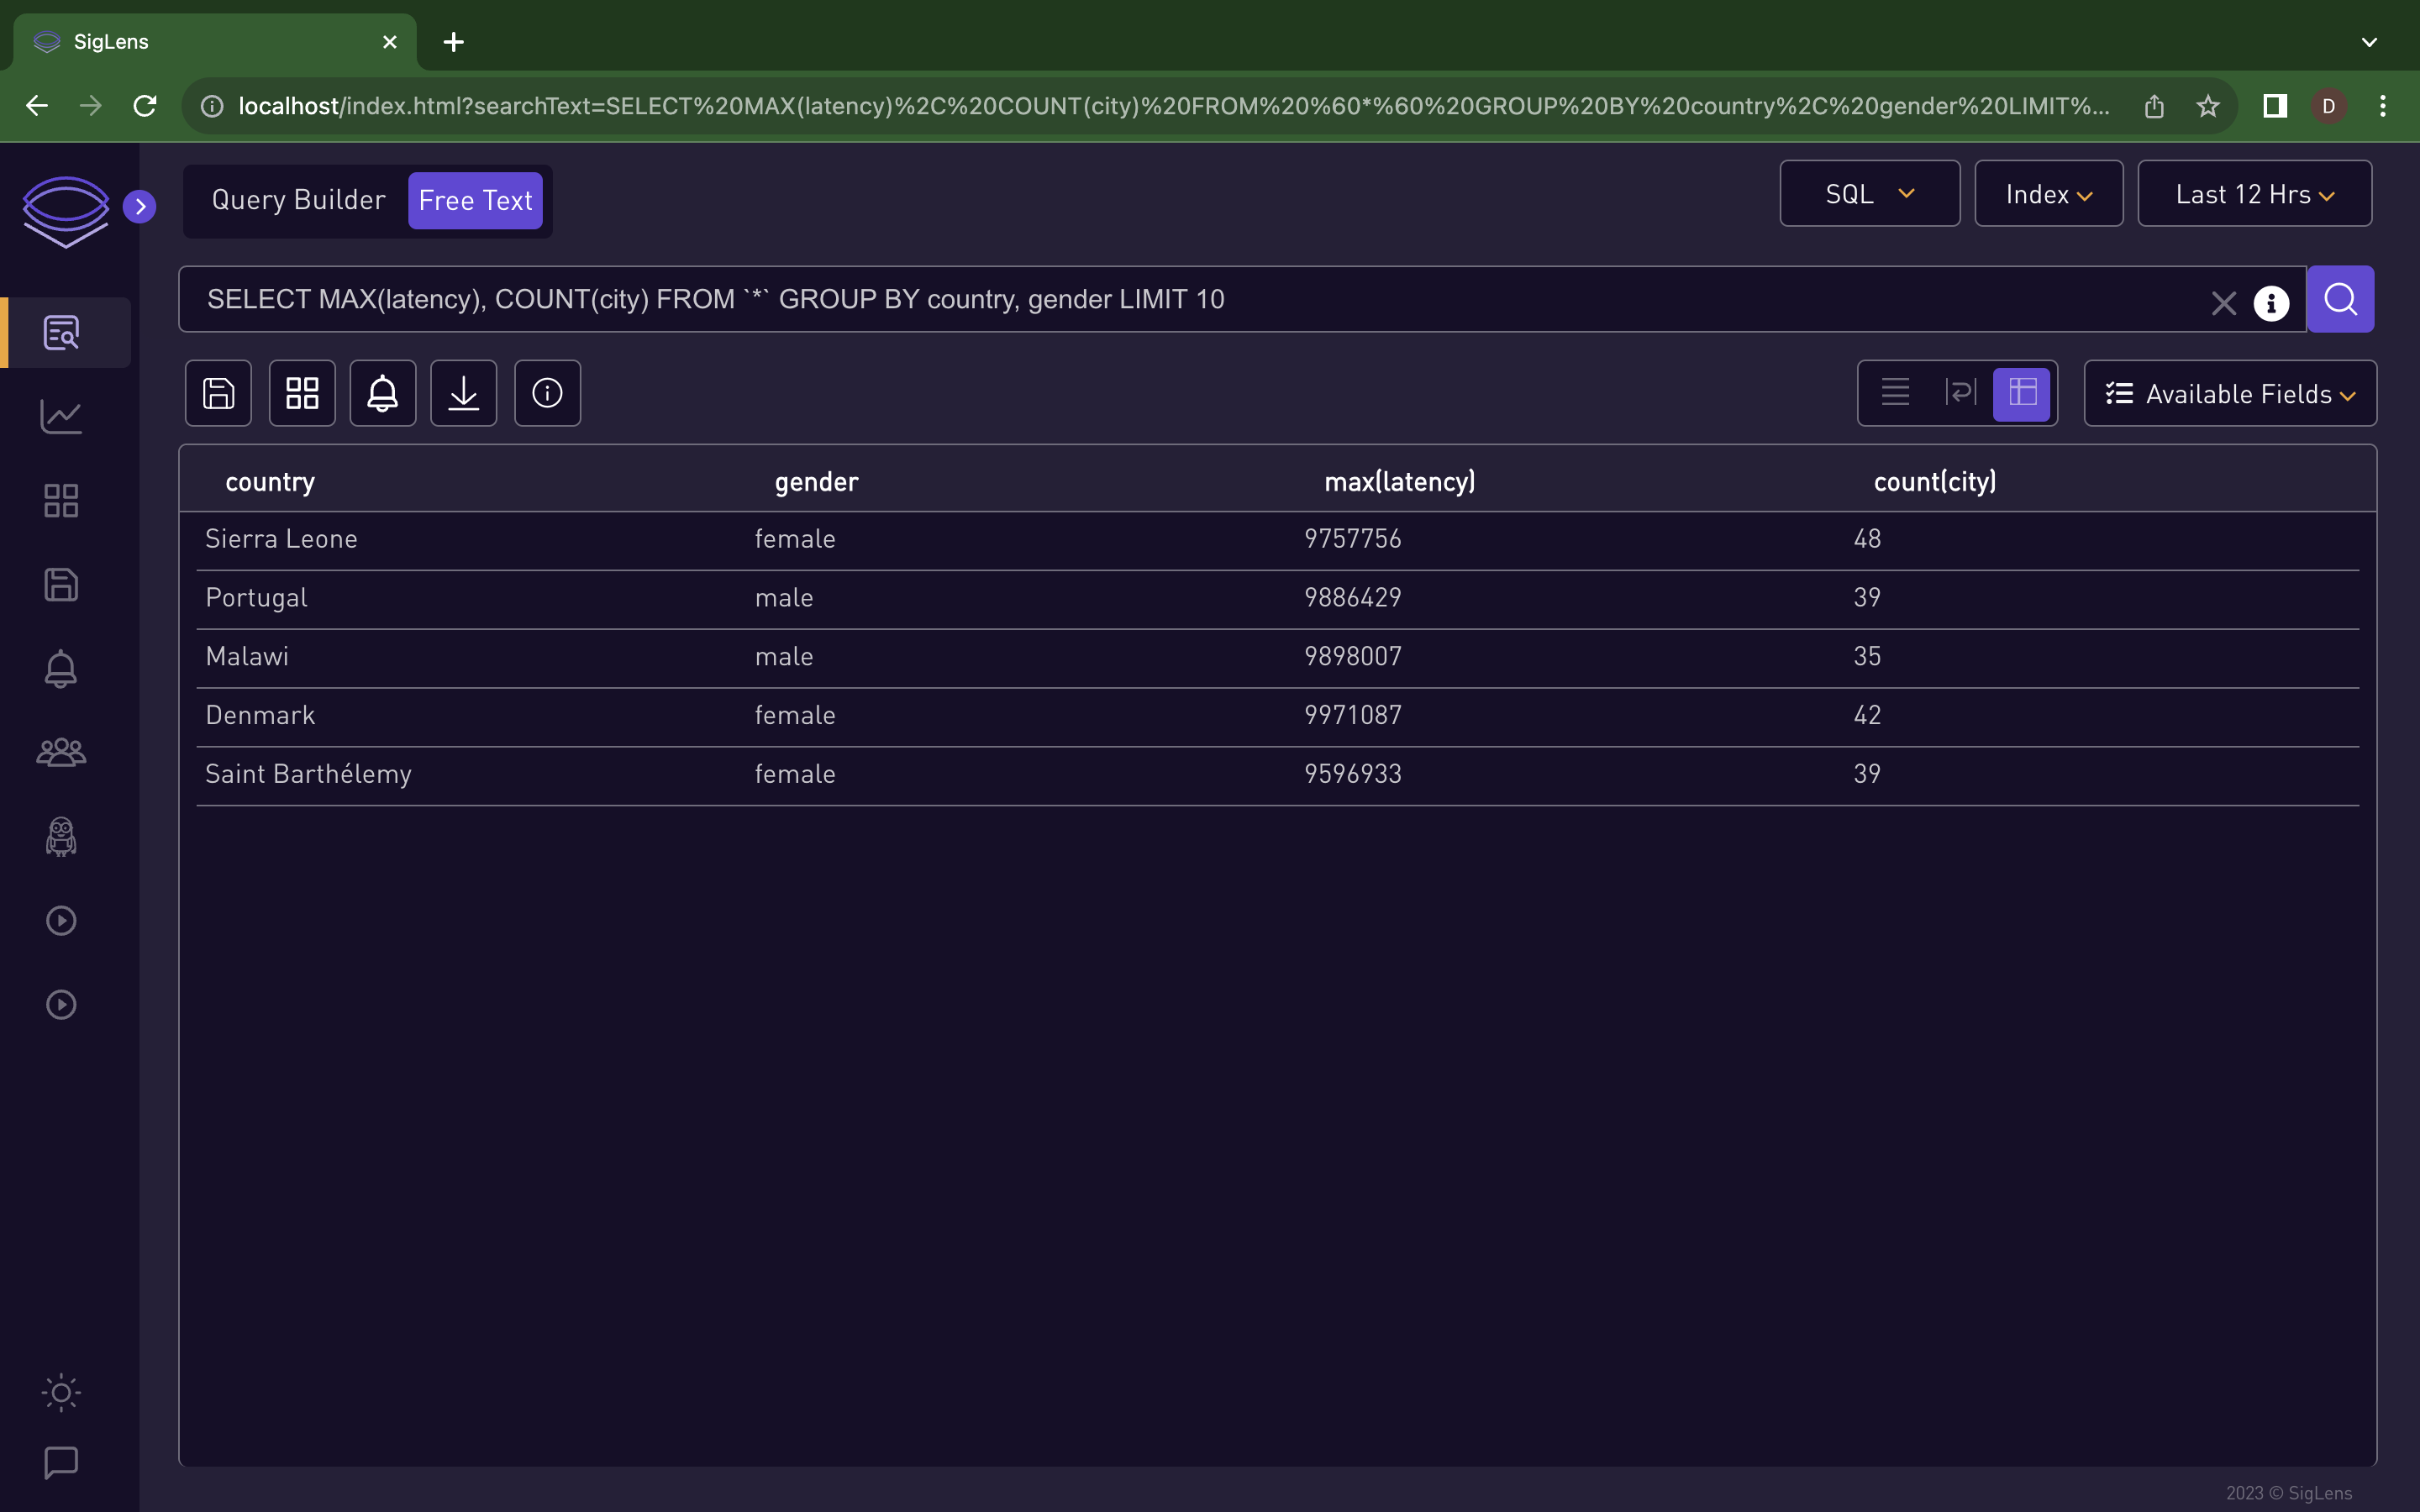 SigLens
localhost/index.html?searchText=SELECT%20MAX(latency)%2C%20COUNT(city)%20FROM%20%60*%60%20GROUP%20BY%20country%2C%20gender%20LIMIT%...
D
Query Builder Free Text SQL Index Last 12 Hrs
SELECT MAX(latency), COUNT(city) FROM `*` GROUP BY country, gender LIMIT 10
Available Fields
country gender max(latency) count(city)
Sierra Leone female 9757756 48
Portugal male 9886429 39
Malawi male 9898007 35
Denmark female 9971087 42
Saint Barthélemy female 9596933 39
2023 © SigLens